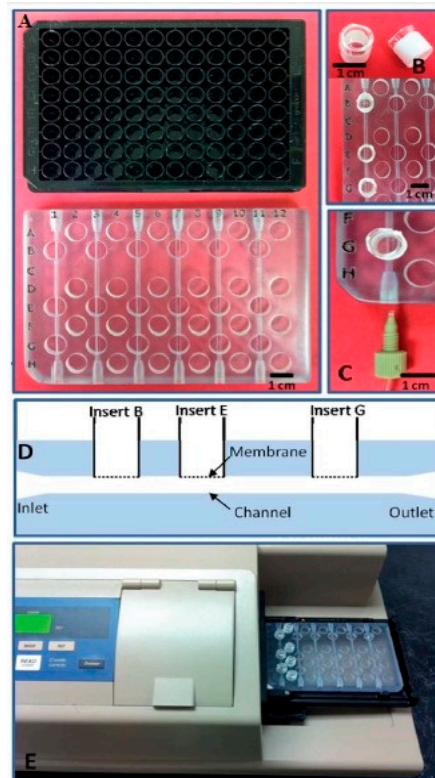 A
1 2 3 4 5 6 7 8 9 10 11 12
A
B
C
D
E
F
G
H
1 cm
B
1 cm
A
B
C
D
E
F
G
1 cm
F
G
H
C
1 cm
Insert B Insert E Insert G
D
Membrane
Inlet Channel Outlet
READ
E